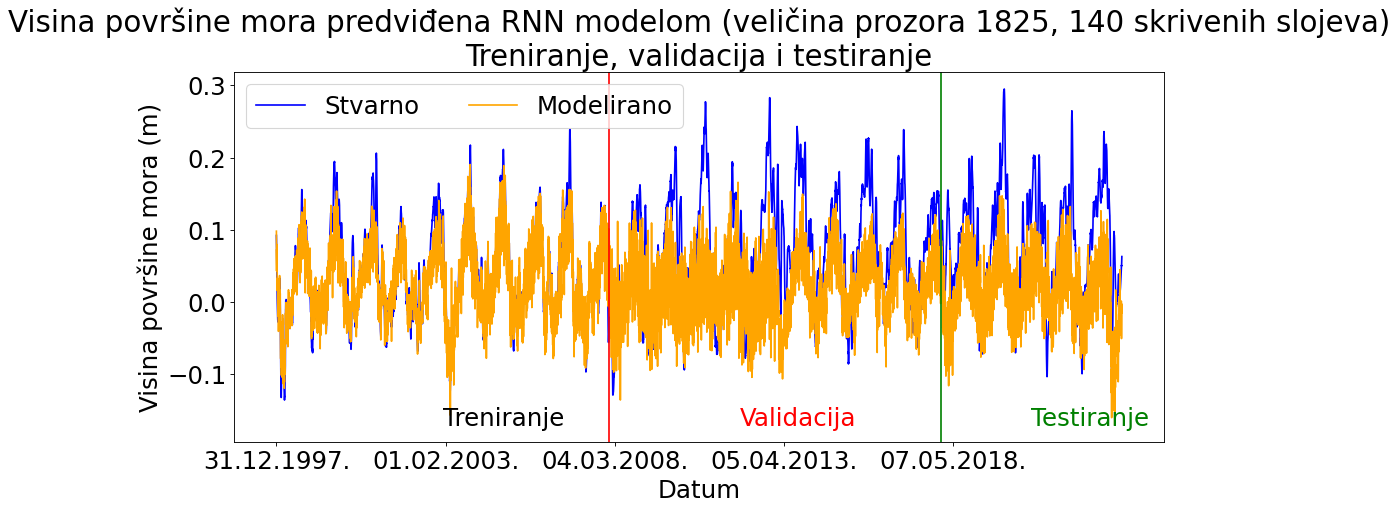 Visina površine mora predviđena RNN modelom (veličina prozora 1825, 140 skrivenih slojeva)
Treniranje, validacija i testiranje
Stvarno Modelirano
Visina površine mora (m)
0.3
0.2
0.1
0.0
−0.1
Treniranje Validacija Testiranje
31.12.1997. 01.02.2003. 04.03.2008. 05.04.2013. 07.05.2018.
Datum